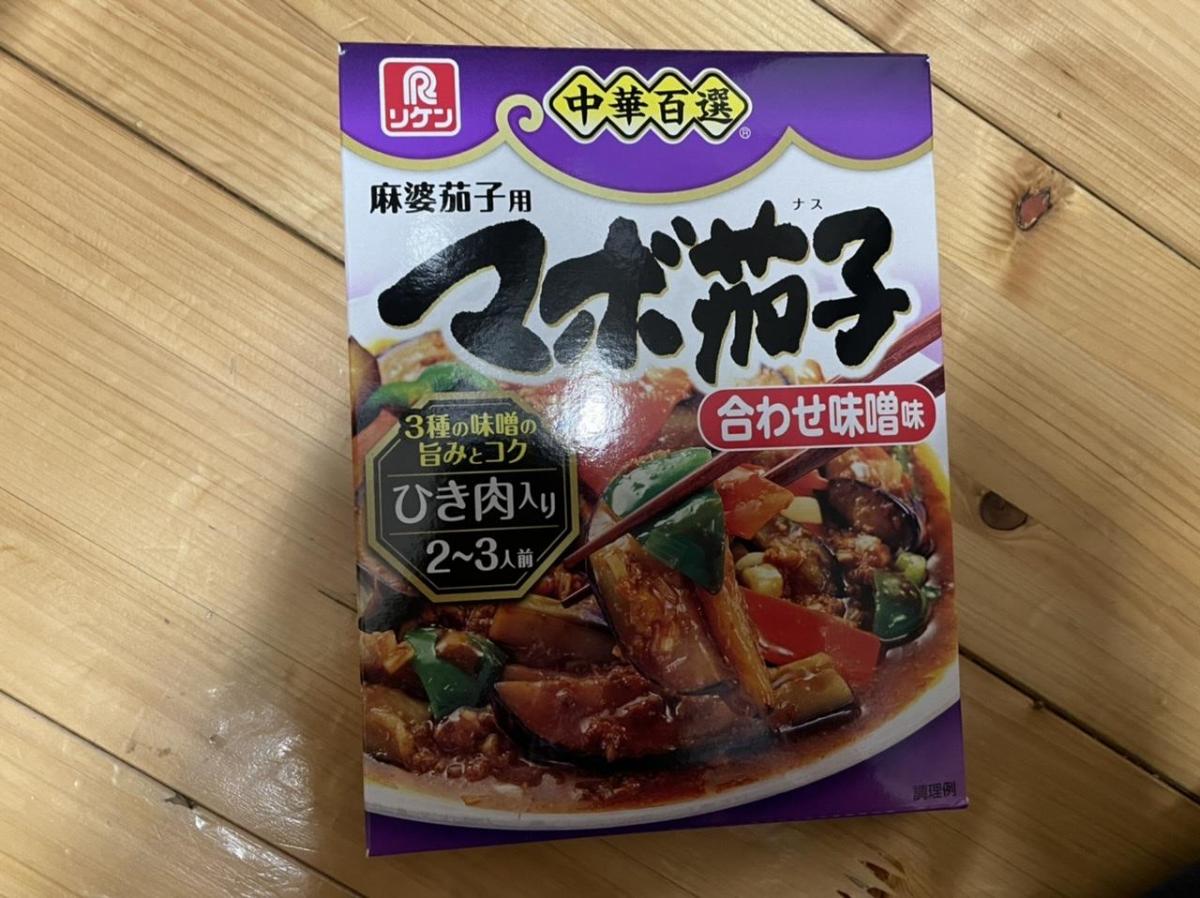 R
リケン
中華百選®
麻婆茄子用
ナス
マボ茄子
合わせ味噌味
3種の味噌の
旨みとコク
ひき肉入り
2〜3人前
調理例